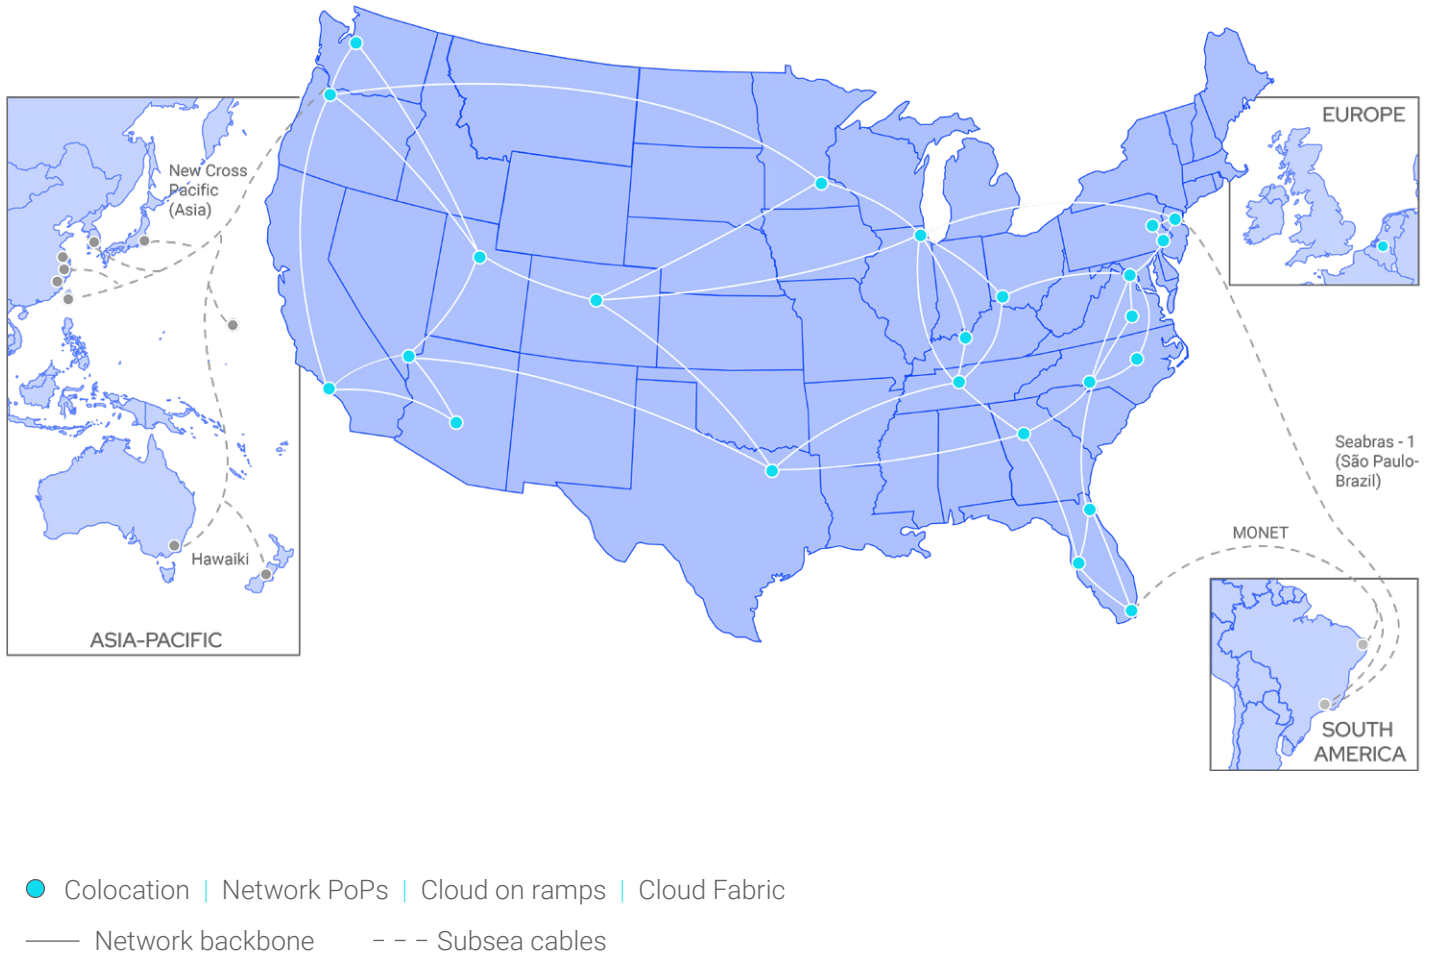 EUROPE
New Cross
Pacific
(Asia)
Seabras - 1
(São Paulo-
Brazil)
MONET
Hawaiki
ASIA-PACIFIC
SOUTH
AMERICA
Colocation | Network PoPs | Cloud on ramps | Cloud Fabric
Network backbone Subsea cables